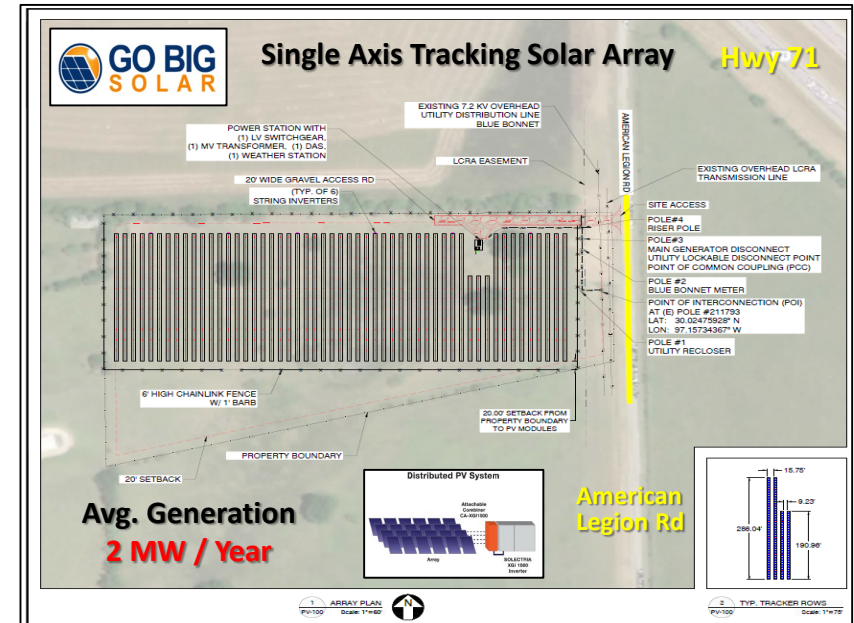 GO BIG
SOLAR
Single Axis Tracking Solar Array
Hwy 71
EXISTING 7.2 KV OVERHEAD
UTILITY DISTRIBUTION LINE
BLUE BONNET
POWER STATION WITH
(1) LV SWITCHGEAR,
(1) MV TRANSFORMER, (1) DAS,
(1) WEATHER STATION
LCRA EASEMENT
AMERICAN LEGION RD
EXISTING OVERHEAD LCRA
TRANSMISSION LINE
20' WIDE GRAVEL ACCESS RD
(TYP. OF 6)
STRING INVERTERS
SITE ACCESS
POLE#4
RISER POLE
POLE#3
MAIN GENERATOR DISCONNECT
UTILITY LOCKABLE DISCONNECT POINT
POINT OF COMMON COUPLING (PCC)
POLE #2
BLUE BONNET METER
POINT OF INTERCONNECTION (POI)
AT (E) POLE #211793
LAT: 30.02475928° N
LON: 97.15734367° W
POLE #1
UTILITY RECLOSER
6' HIGH CHAINLINK FENCE
W/ 1' BARB
20.00' SETBACK FROM
PROPERTY BOUNDARY
TO PV MODULES
PROPERTY BOUNDARY
20' SETBACK
Distributed PV System
Attachable
Combiner
CA-XGI1500
Array
SOLECTRIA
XGI 1500
Inverter
Avg. Generation
2 MW / Year
American
Legion Rd
15.75'
9.23'
286.04'
190.96'
1 ARRAY PLAN
PV-100 Scale: 1"=60'
N
2 TYP. TRACKER ROWS
PV-100 Scale: 1"=75'